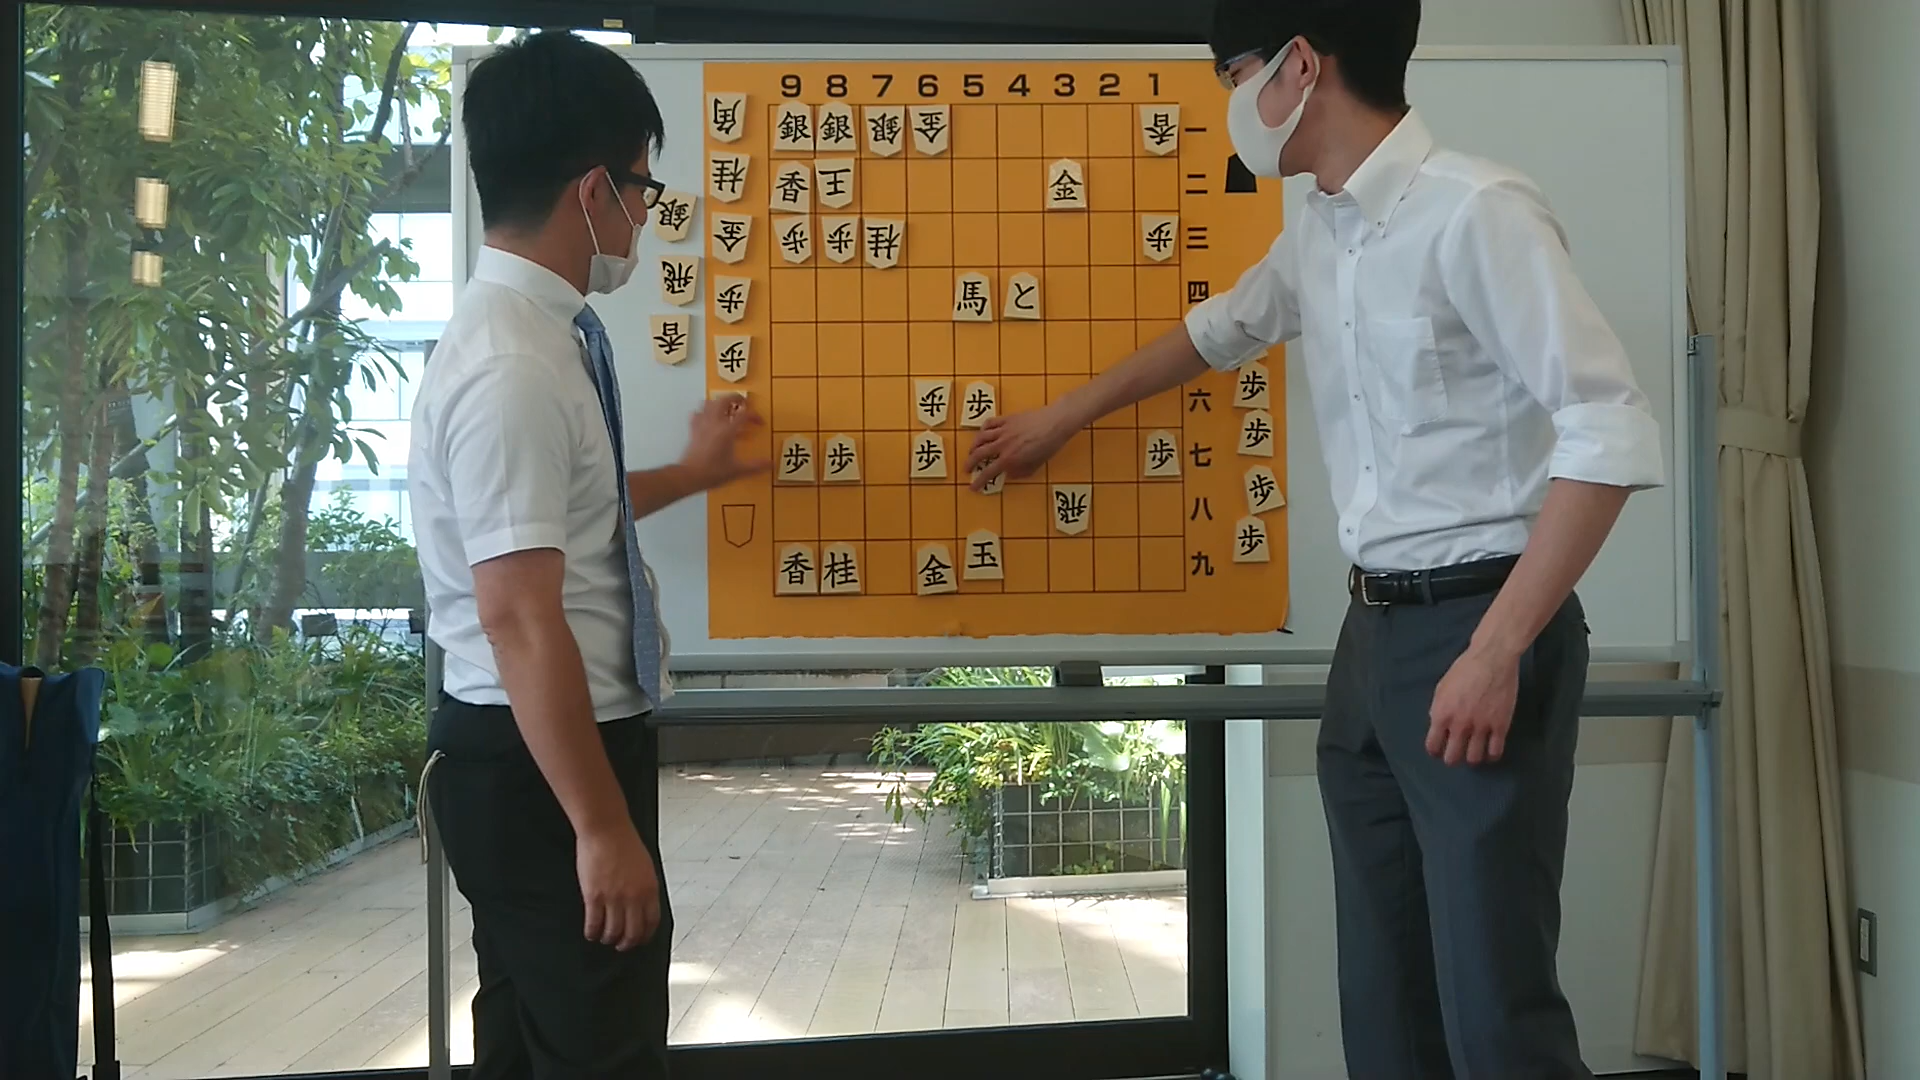 9 8 7 6 5 4 3 2 1
角 銀 銀 銀 金 香 一
桂 香 王 金 二
銀 金 歩 歩 桂 歩 三
飛 歩 馬 と 四
香 歩
歩 歩 六 歩
歩 歩 歩 歩 七 歩
飛 八 歩
香 桂 金 玉 九 歩